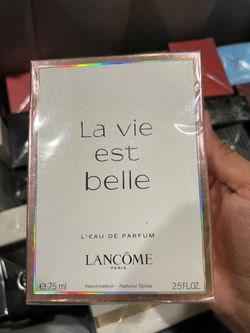 La vie
est
belle
L'EAU DE PARFUM
LANCÔME
PARIS
℮75 ml Vaporisateur - Natural Spray 2.5 FL.OZ.